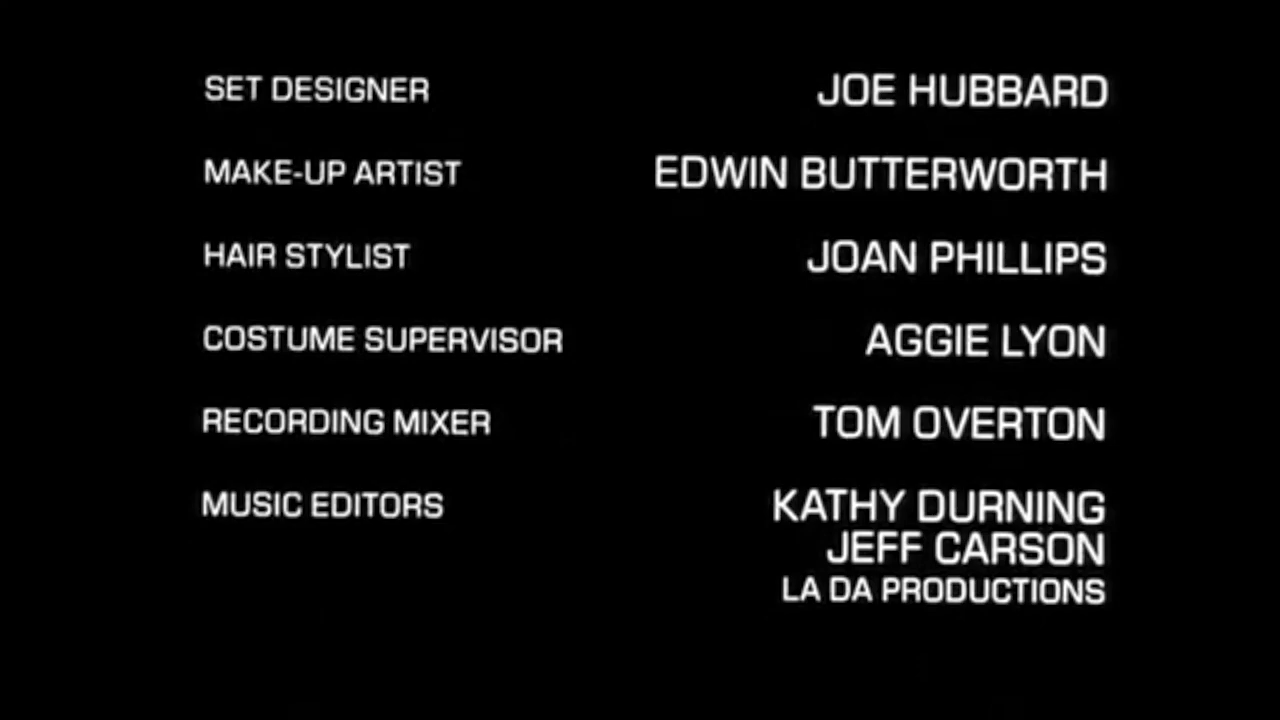 SET DESIGNER JOE HUBBARD
MAKE-UP ARTIST EDWIN BUTTERWORTH
HAIR STYLIST JOAN PHILLIPS
COSTUME SUPERVISOR AGGIE LYON
RECORDING MIXER TOM OVERTON
MUSIC EDITORS KATHY DURNING
JEFF CARSON
LA DA PRODUCTIONS